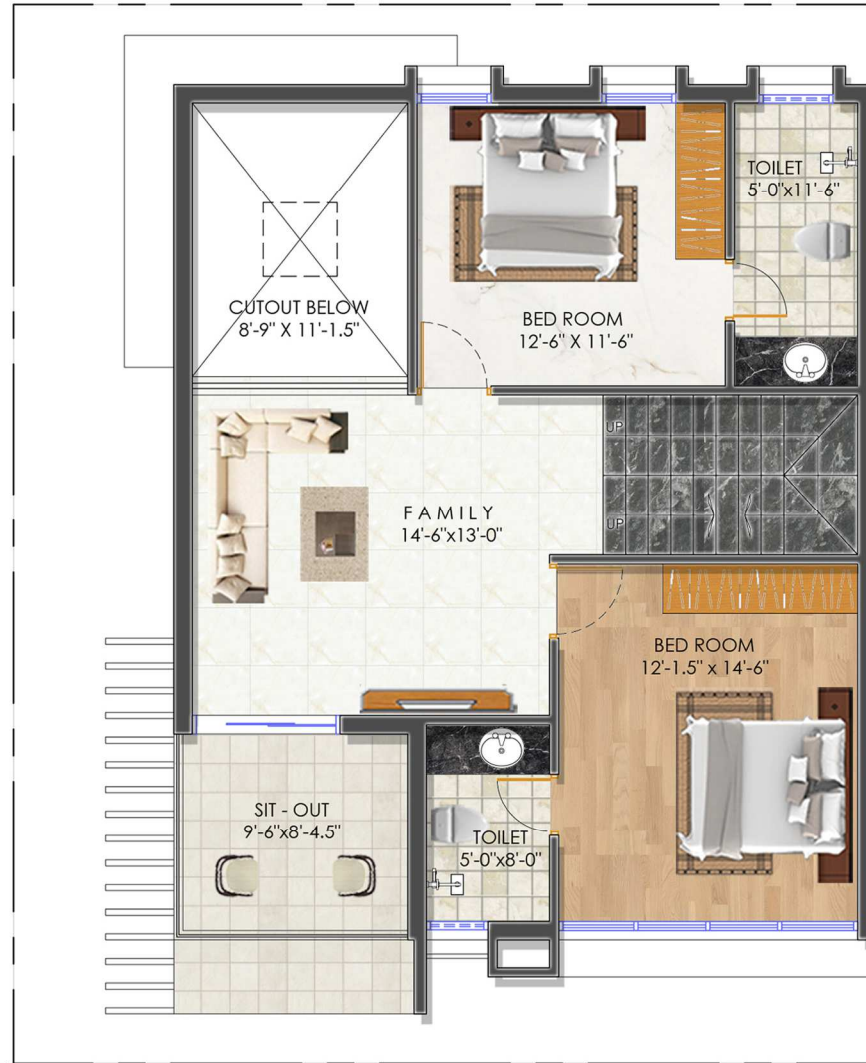 TOILET
5'-0"x11'-6"
CUTOUT BELOW
8'-9" X 11'-1.5"
BED ROOM
12'-6" X 11'-6"
UP
FAMILY
14'-6"x13'-0"
UP
BED ROOM
12'-1.5" x 14'-6"
SIT - OUT
9'-6"x8'-4.5"
TOILET
5'-0"x8'-0"